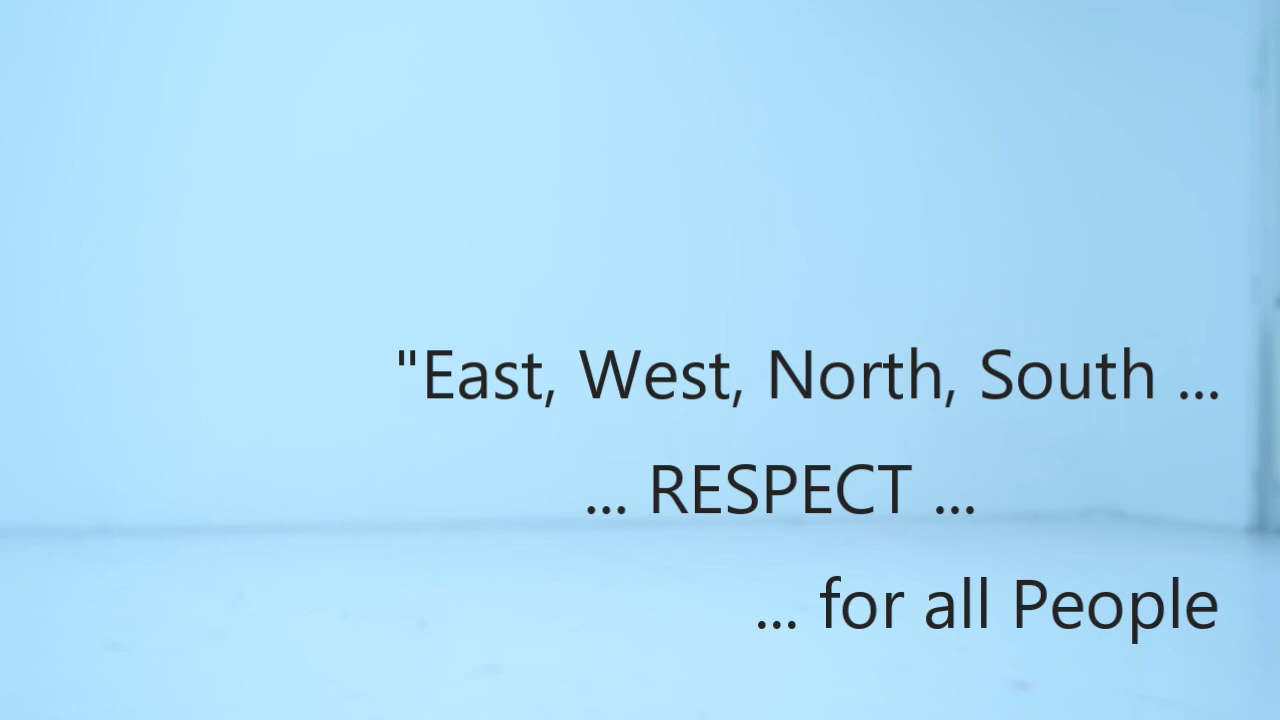 "East, West, North, South ...
... RESPECT ...
... for all People